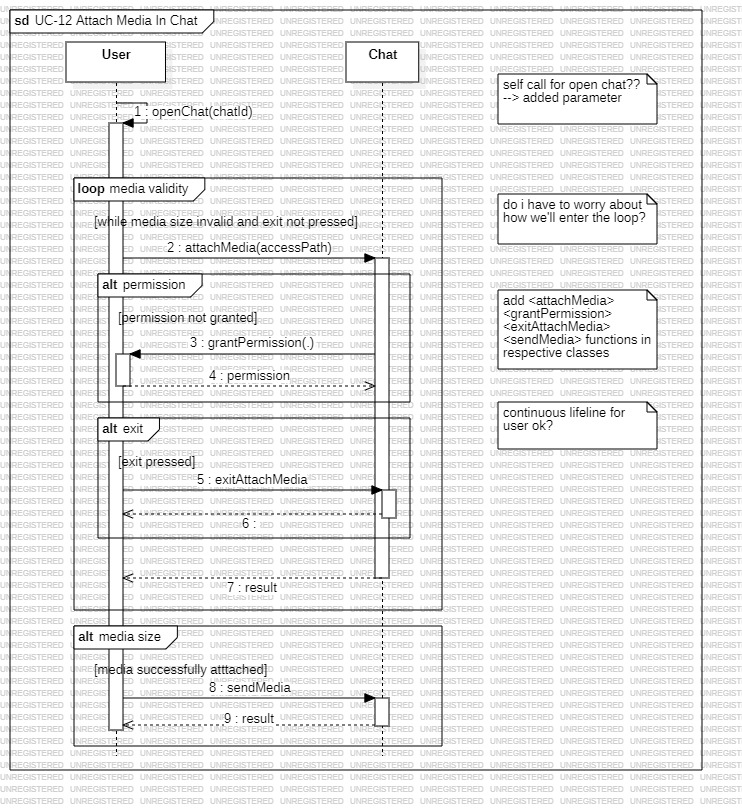 sd UC-12 Attach Media In Chat
User
Chat
self call for open chat??
--> added parameter
1 : openChat(chatId)
loop media validity
do i have to worry about
how we'll enter the loop?
[while media size invalid and exit not pressed]
2 : attachMedia(accessPath)
alt permission
add <attachMedia>
<grantPermission>
<exitAttachMedia>
<sendMedia> functions in
respective classes
[permission not granted]
3 : grantPermission(.)
4 : permission
continuous lifeline for
user ok?
alt exit
[exit pressed]
5 : exitAttachMedia
6 :
7 : result
alt media size
[media successfully atttached]
8 : sendMedia
9 : result
UNREGISTERED